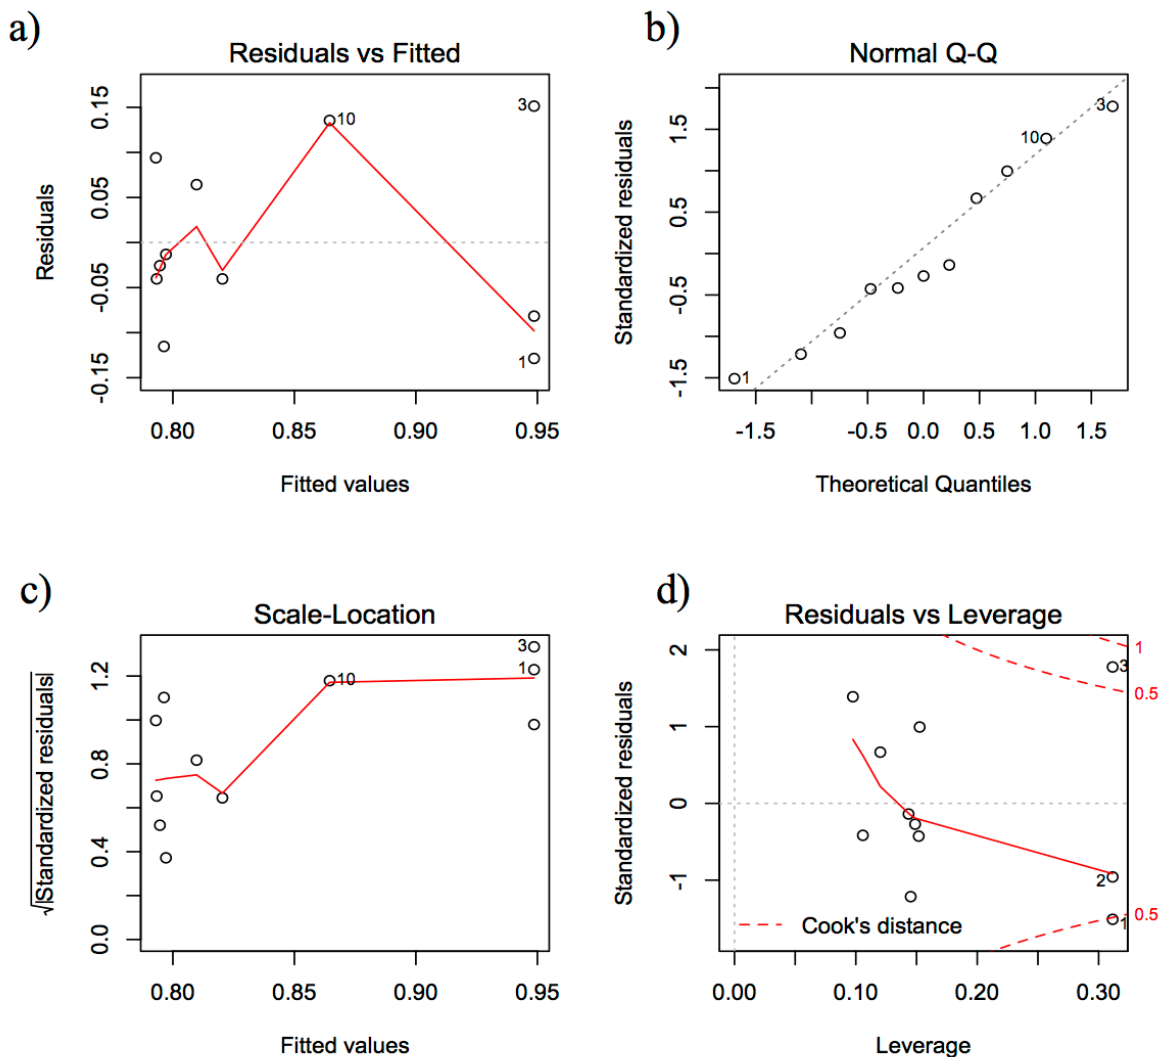 a)
Residuals vs Fitted
Residuals
0.15
0.05
-0.05
-0.15
3
10
1
0.80 0.85 0.90 0.95
Fitted values
b)
Normal Q-Q
Standardized residuals
1.5
0.5
-0.5
-1.5
3
10
1
-1.5 -0.5 0.0 0.5 1.0 1.5
Theoretical Quantiles
c)
Scale-Location
√|Standardized residuals|
1.2
0.8
0.4
0.0
3
1
10
0.80 0.85 0.90 0.95
Fitted values
d)
Residuals vs Leverage
Standardized residuals
2
1
0
-1
1
3
0.5
2
0.5
1
Cook's distance
0.00 0.10 0.20 0.30
Leverage